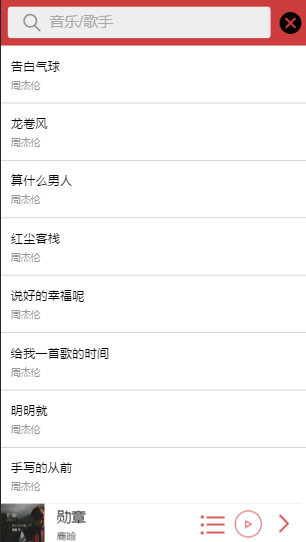 音乐/歌手
告白气球
周杰伦
龙卷风
周杰伦
算什么男人
周杰伦
红尘客栈
周杰伦
说好的幸福呢
周杰伦
给我一首歌的时间
周杰伦
明明就
周杰伦
手写的从前
周杰伦
勋章
鹿晗